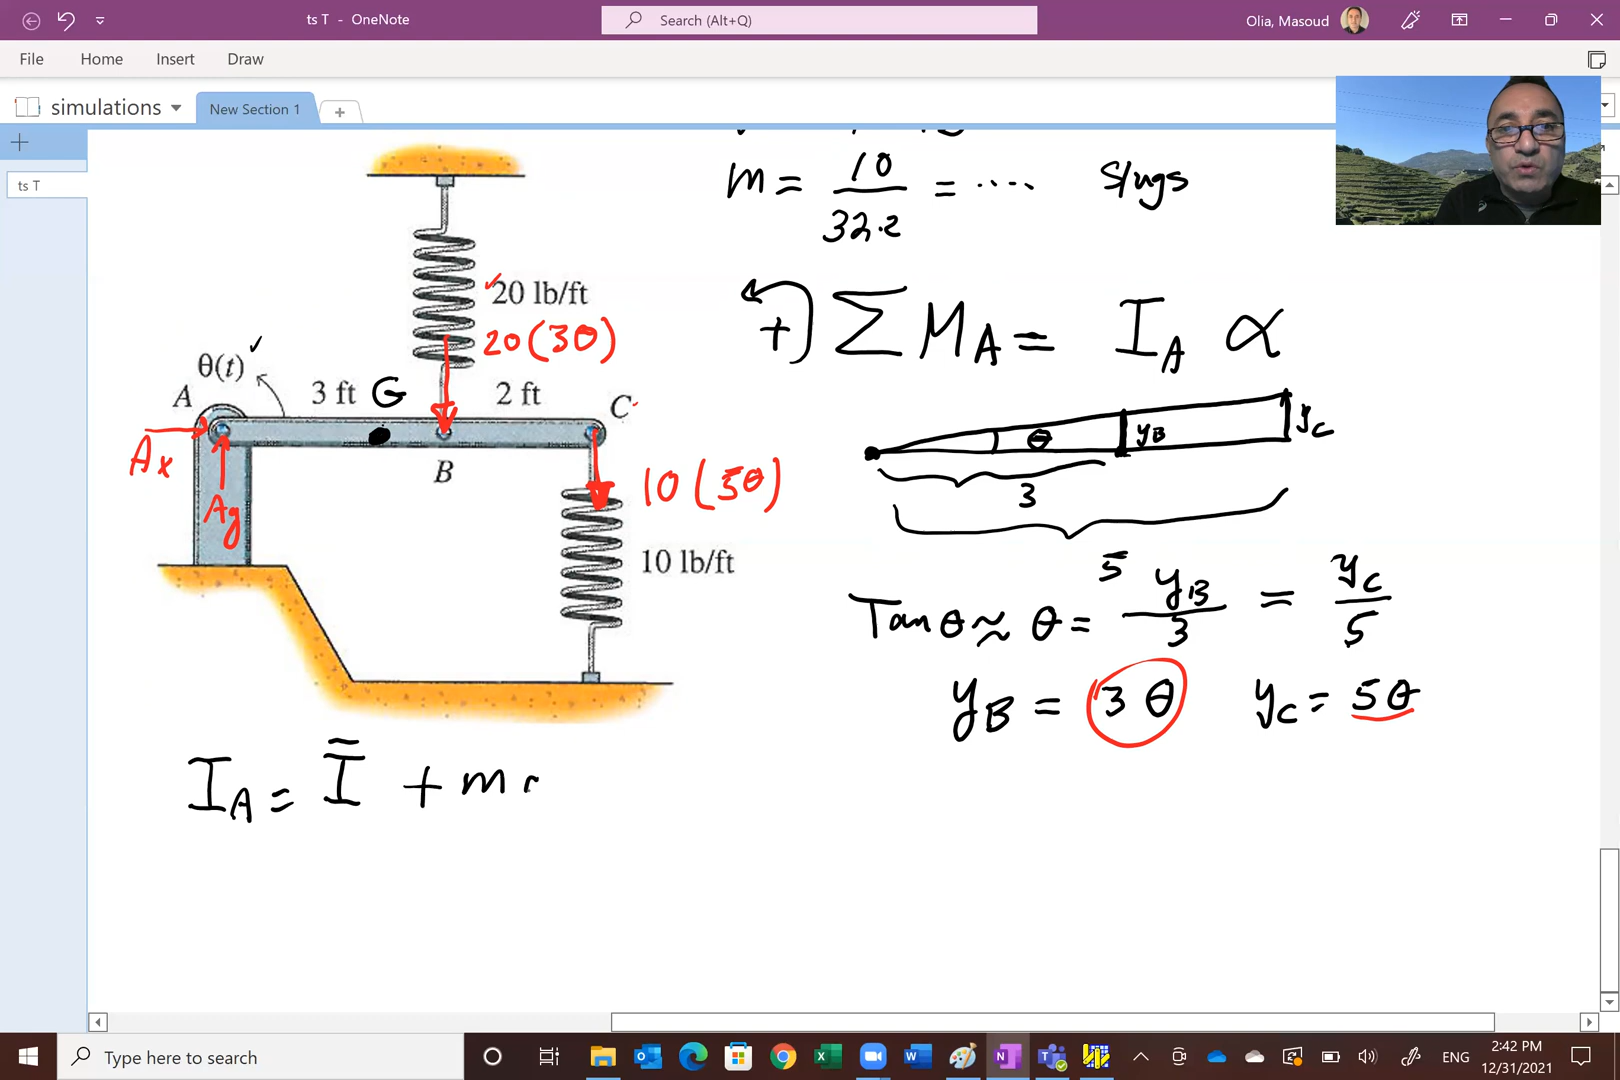 ts T - OneNote
Search (Alt+Q)
Olia, Masoud
File Home Insert Draw
simulations
New Section 1
ts T
m = 10/32.2 = .... Slugs
20 lb/ft
20(3θ)
+ ΣM_A = I_A α
θ(t)
A
3 ft
G
2 ft
C
Ax
Ay
B
10(5θ)
10 lb/ft
θ
yB
yC
3
5
Tan θ ≈ θ = yB/3 = yC/5
yB = 3θ yC = 5θ
I_A = Ī + m
Type here to search
ENG
2:42 PM
12/31/2021